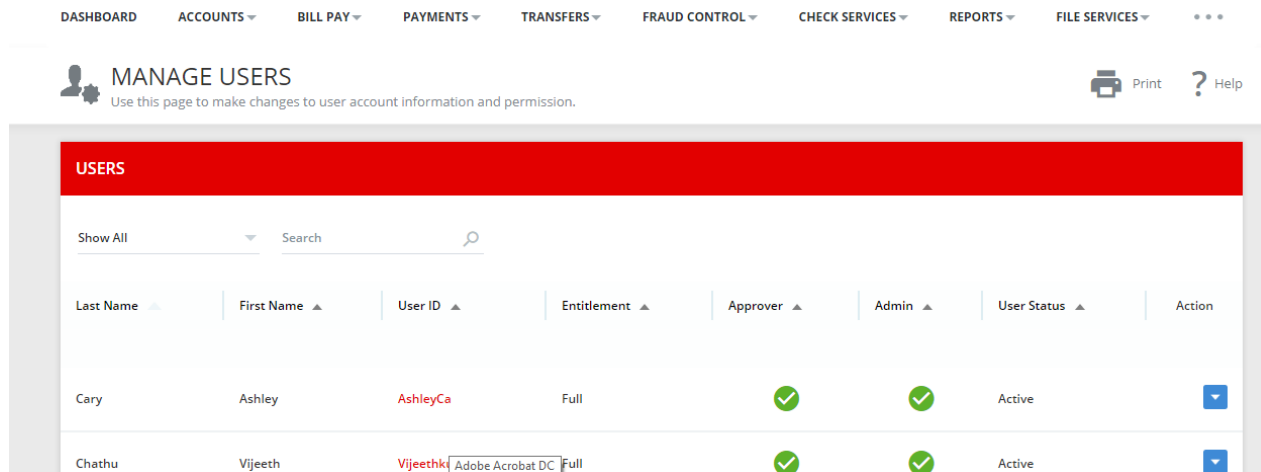 DASHBOARD ACCOUNTS BILL PAY PAYMENTS TRANSFERS FRAUD CONTROL CHECK SERVICES REPORTS FILE SERVICES
MANAGE USERS
Use this page to make changes to user account information and permission.
Print Help
USERS
Show All Search
Last Name First Name User ID Entitlement Approver Admin User Status Action
Cary Ashley AshleyCa Full Active
Chathu Vijeeth Adobe Acrobat DC Full Active